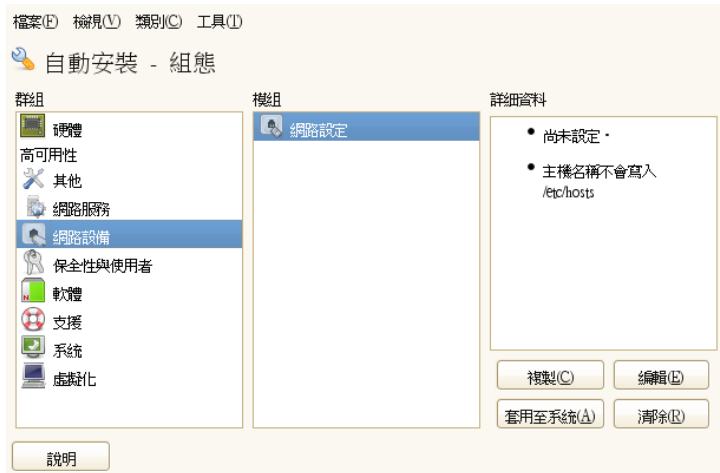 檔案(F) 檢視(V) 類別(C) 工具(I)
自動安裝 - 組態
群組
硬體
高可用性
其他
網路服務
網路設備
保全性與使用者
軟體
支援
系統
虛擬化
模組
網路設定
詳細資料
尚未設定。
主機名稱不會寫入
/etc/hosts
複製(C)
編輯(E)
套用至系統(A)
清除(R)
說明